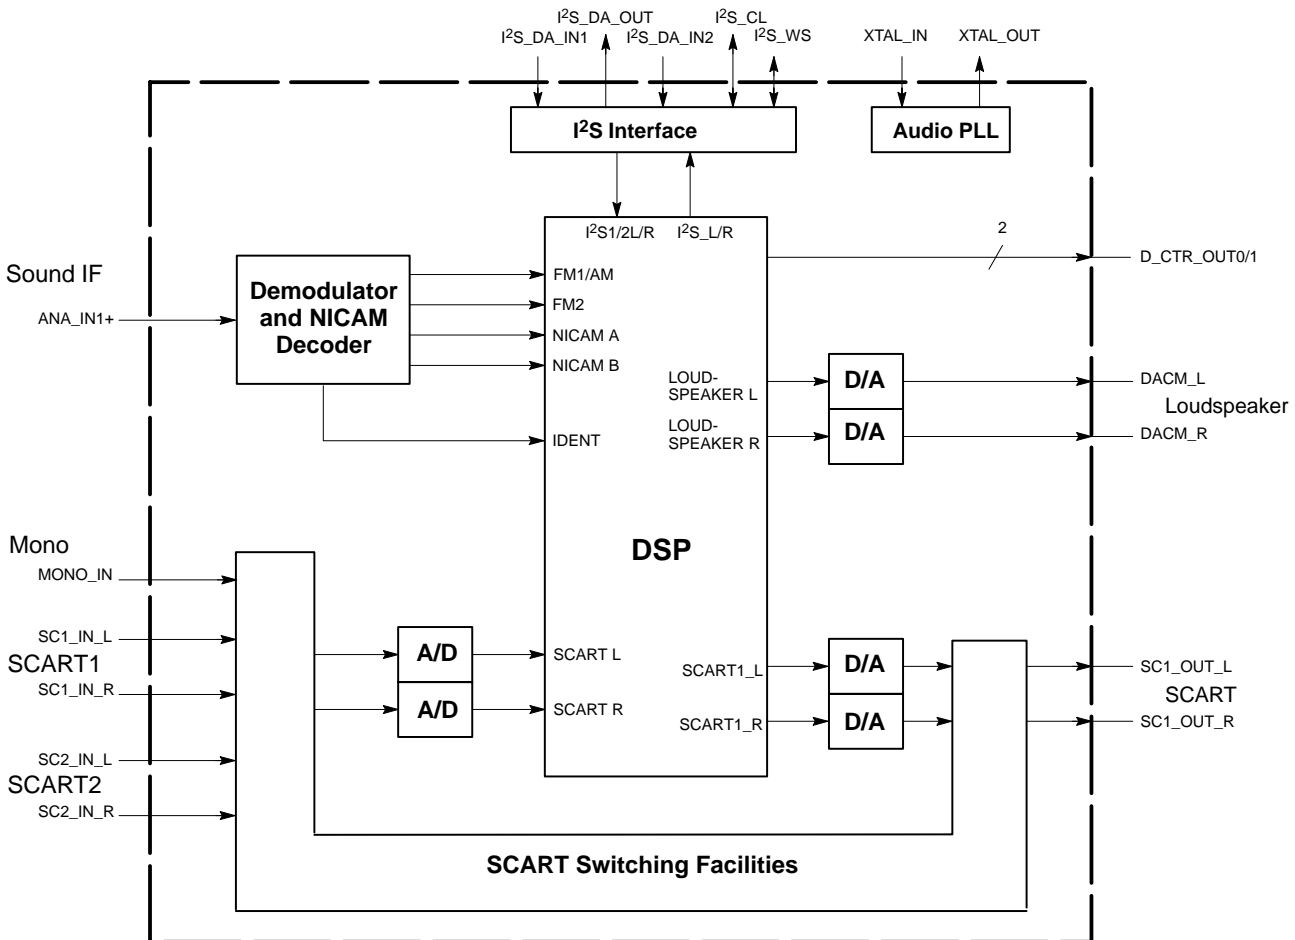 I²S_DA_OUT
I²S_CL
I²S_DA_IN1
I²S_DA_IN2
I²S_WS
XTAL_IN
XTAL_OUT
I²S Interface
Audio PLL
I²S1/2L/R
I²S_L/R
2
D_CTR_OUT0/1
Sound IF
ANA_IN1+
Demodulator
and NICAM
Decoder
FM1/AM
FM2
NICAM A
NICAM B
IDENT
LOUD-
SPEAKER L
D/A
DACM_L
Loudspeaker
LOUD-
SPEAKER R
D/A
DACM_R
DSP
Mono
MONO_IN
SC1_IN_L
SCART1
SC1_IN_R
SC2_IN_L
SCART2
SC2_IN_R
A/D
SCART L
A/D
SCART R
SCART1_L
D/A
SC1_OUT_L
SCART
SCART1_R
D/A
SC1_OUT_R
SCART Switching Facilities